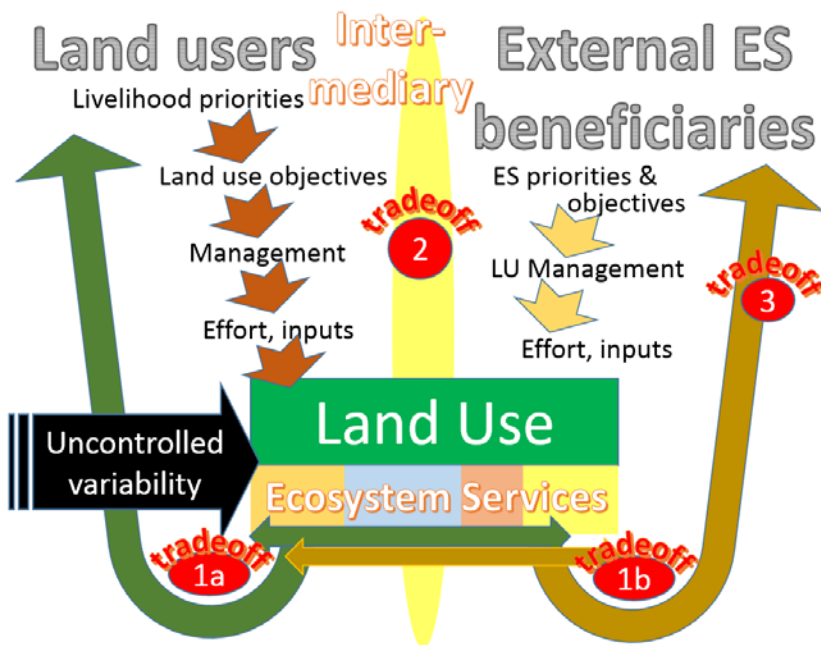 Land users
Livelihood priorities
Land use objectives
Management
Effort, inputs
Inter-
mediary
tradeoff
2
External ES
beneficiaries
ES priorities &
objectives
LU Management
Effort, inputs
tradeoff
3
Uncontrolled
variability
Land Use
Ecosystem Services
tradeoff
1a
tradeoff
1b